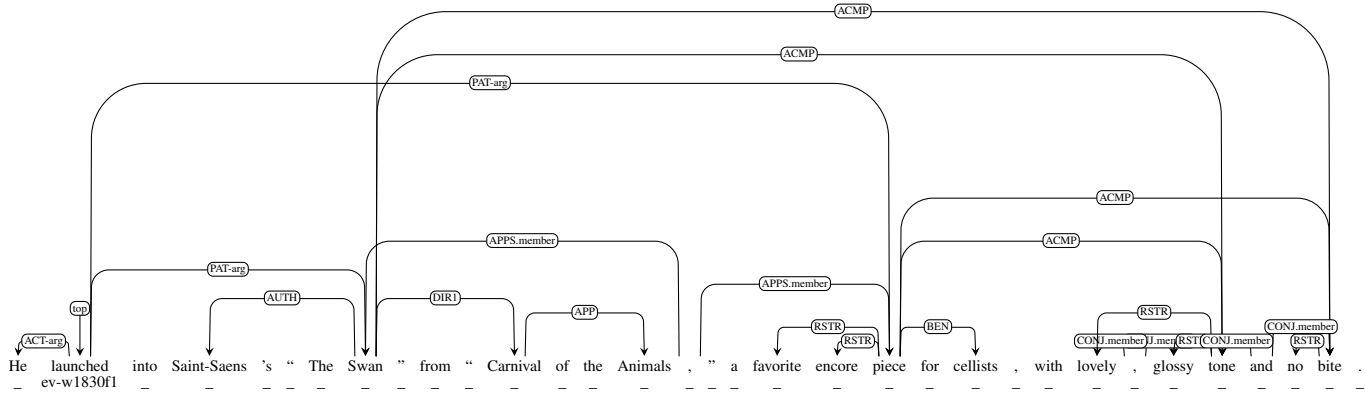 ACMP
ACMP
PAT-arg
ACMP
APPS.member ACMP
PAT-arg
APPS.member
AUTH DIR1
top APP RSTR
RSTR BEN CONJ.member
ACT-arg RSTR CONJ.member CONJ.member RSTR
He launched into Saint-Saens 's “ The Swan ” from “ Carnival of the Animals , ” a favorite encore piece for cellists , with lovely , glossy tone and no bite .
ev-w1830f1
_ _ _ _ _ _ _ _ _ _ _ _ _ _ _ _ _ _ _ _ _ _ _ _ _ _ _ _ _ _ _ _ _